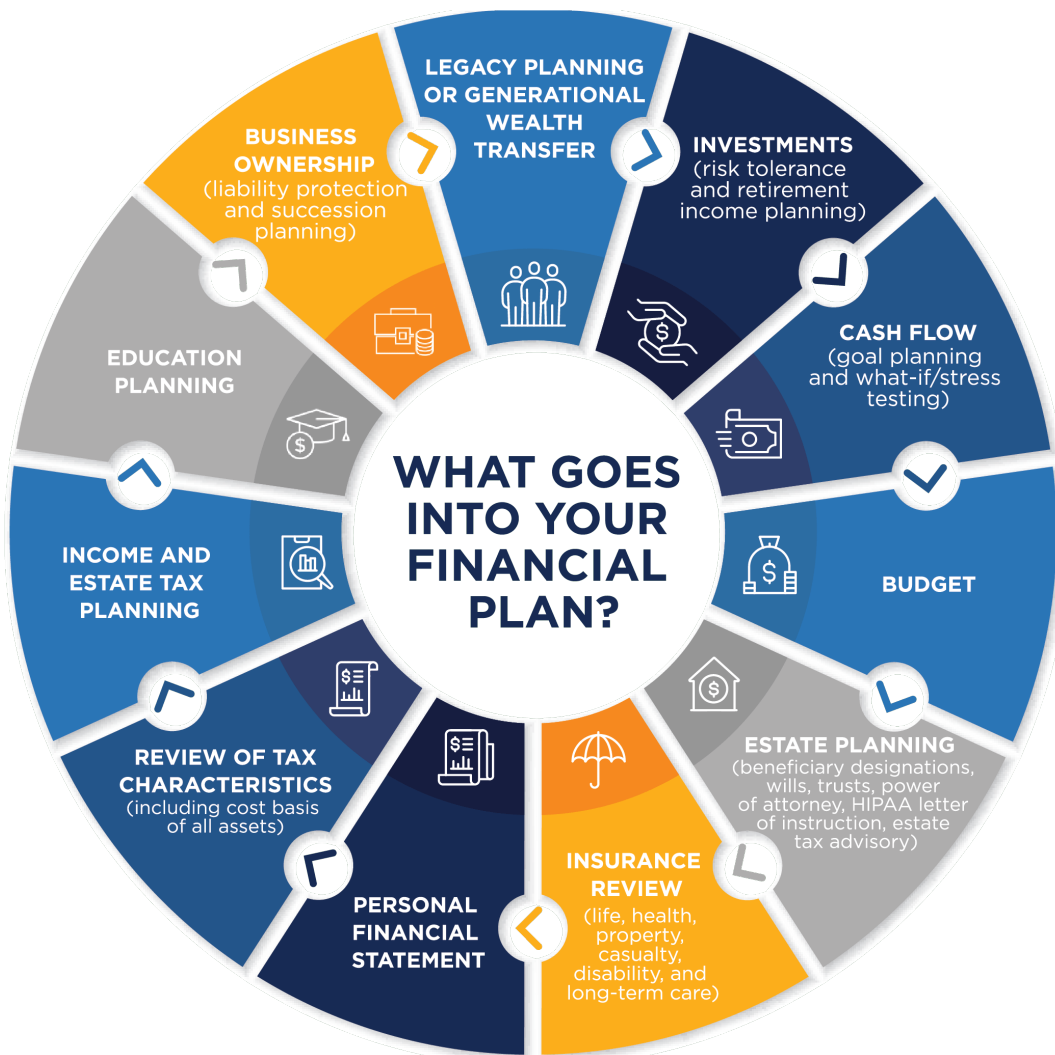 WHAT GOES
INTO YOUR
FINANCIAL
PLAN?
LEGACY PLANNING
OR GENERATIONAL
WEALTH
TRANSFER
INVESTMENTS
(risk tolerance
and retirement
income planning)
$
CASH FLOW
(goal planning
and what-if/stress
testing)
BUDGET
$
ESTATE PLANNING
(beneficiary designations,
wills, trusts, power
of attorney, HIPAA letter
of instruction, estate
tax advisory)
$
INSURANCE
REVIEW
(life, health,
property,
casualty,
disability, and
long-term care)
PERSONAL
FINANCIAL
STATEMENT
$
REVIEW OF TAX
CHARACTERISTICS
(including cost basis
of all assets)
$
INCOME AND
ESTATE TAX
PLANNING
EDUCATION
PLANNING
$
BUSINESS
OWNERSHIP
(liability protection
and succession
planning)